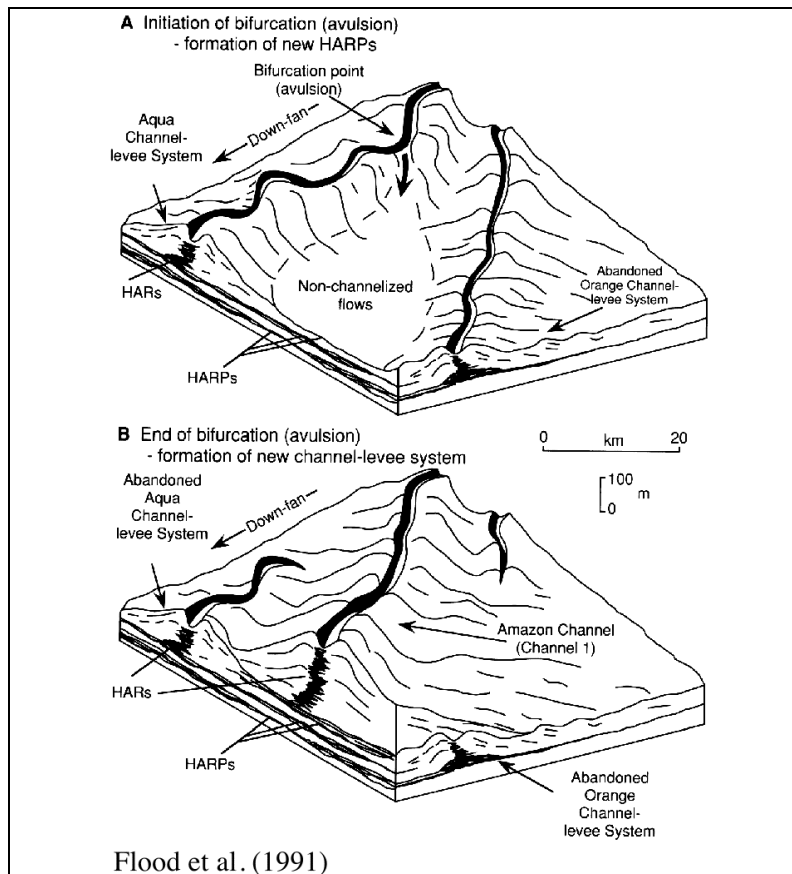 A Initiation of bifurcation (avulsion)
- formation of new HARPs
Bifurcation point
(avulsion)
Aqua
Channel-
levee System
Down-fan
HARs
Non-channelized
flows
HARPs
Abandoned
Orange Channel-
levee System
B End of bifurcation (avulsion)
- formation of new channel-levee system
0 km 20
100
m
0
Abandoned
Aqua
Channel-
levee System
Down-fan
Amazon Channel
(Channel 1)
HARs
HARPs
Abandoned
Orange
Channel-
levee System
Flood et al. (1991)